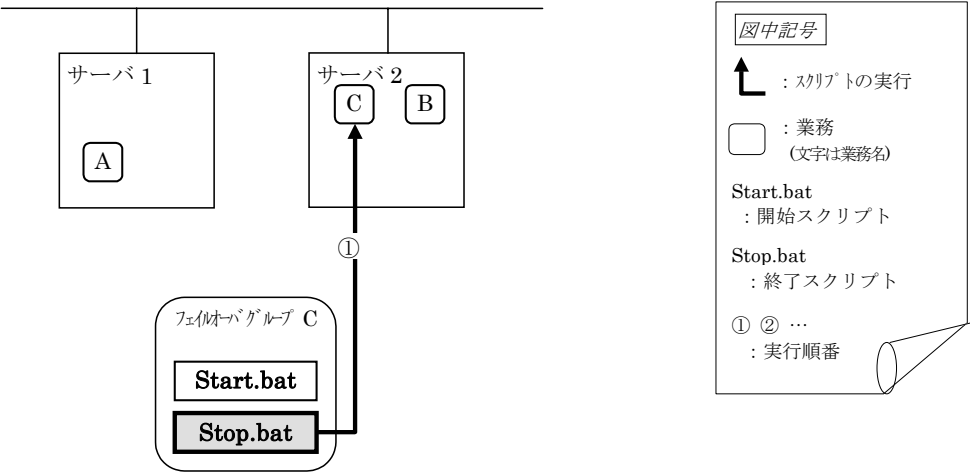 サーバ 1
A
サーバ 2
C
B
①
フェイルオーバグループ C
Start.bat
Stop.bat
図中記号
：スクリプトの実行
：業務
(文字は業務名)
Start.bat
：開始スクリプト
Stop.bat
：終了スクリプト
① ② …
：実行順番